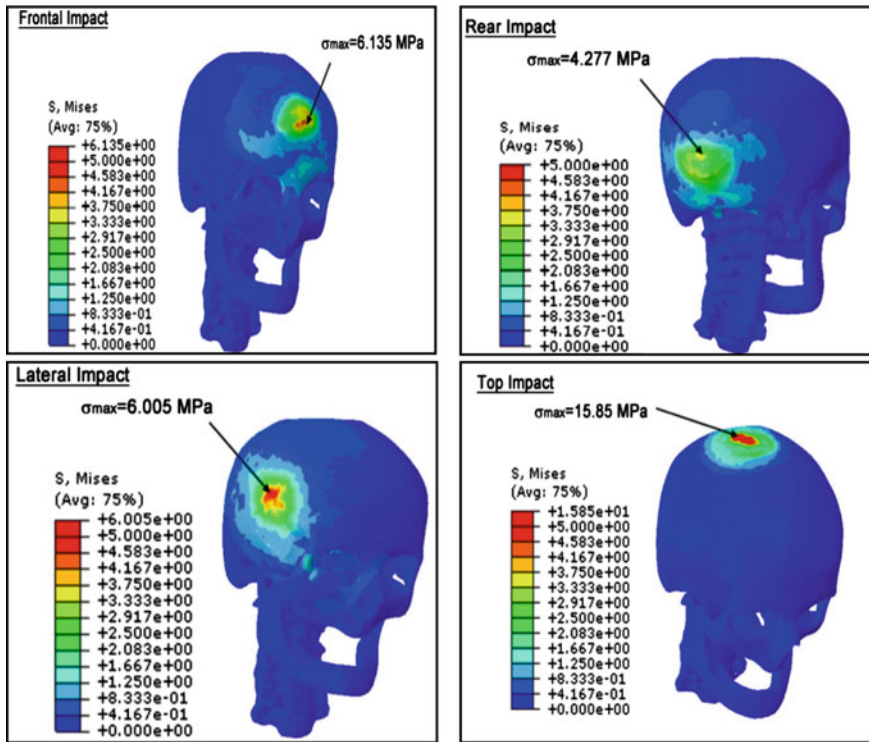 Frontal Impact
σmax=6.135 MPa
S, Mises
(Avg: 75%)
+6.135e+00
+5.000e+00
+4.583e+00
+4.167e+00
+3.750e+00
+3.333e+00
+2.917e+00
+2.500e+00
+2.083e+00
+1.667e+00
+1.250e+00
+8.333e-01
+4.167e-01
+0.000e+00
Rear Impact
σmax=4.277 MPa
S, Mises
(Avg: 75%)
+5.000e+00
+4.583e+00
+4.167e+00
+3.750e+00
+3.333e+00
+2.917e+00
+2.500e+00
+2.083e+00
+1.667e+00
+1.250e+00
+8.333e-01
+4.167e-01
+0.000e+00
Lateral Impact
σmax=6.005 MPa
S, Mises
(Avg: 75%)
+6.005e+00
+5.000e+00
+4.583e+00
+4.167e+00
+3.750e+00
+3.333e+00
+2.917e+00
+2.500e+00
+2.083e+00
+1.667e+00
+1.250e+00
+8.333e-01
+4.167e-01
+0.000e+00
Top Impact
σmax=15.85 MPa
S, Mises
(Avg: 75%)
+1.585e+01
+5.000e+00
+4.583e+00
+4.167e+00
+3.750e+00
+3.333e+00
+2.917e+00
+2.500e+00
+2.083e+00
+1.667e+00
+1.250e+00
+8.333e-01
+4.167e-01
+0.000e+00